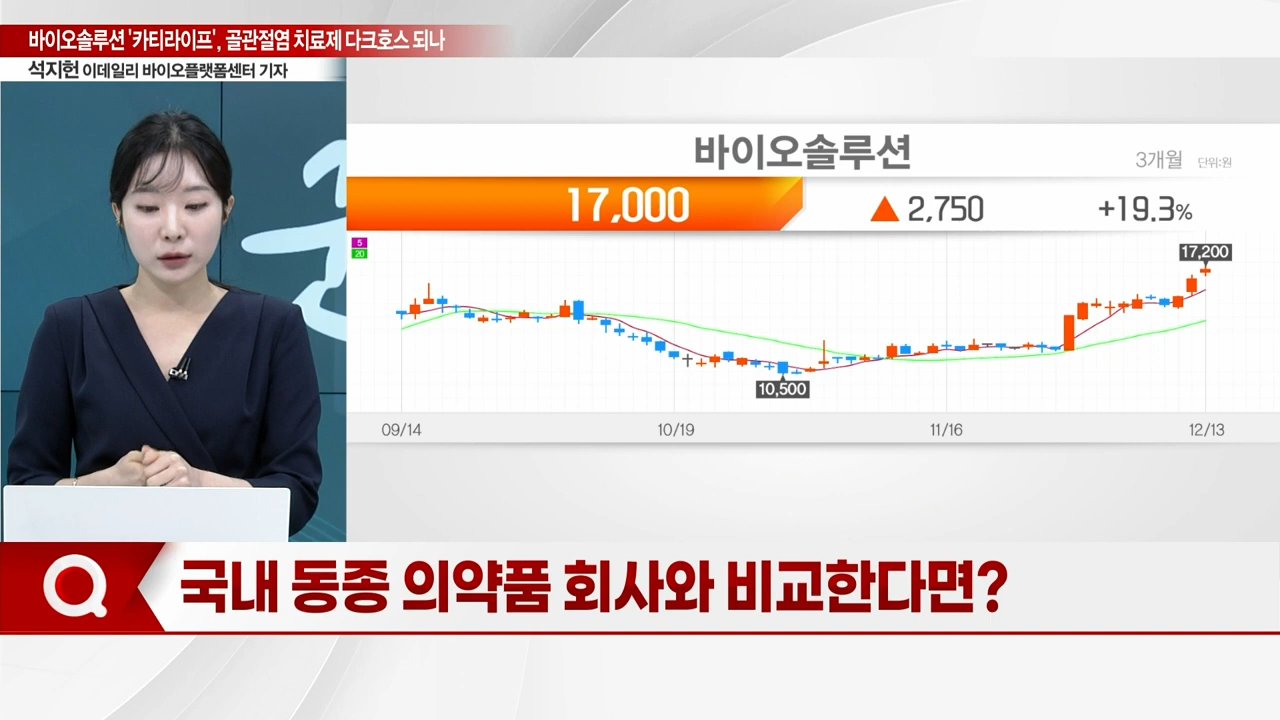 바이오솔루션 '카티라이프', 골관절염 치료제 다크호스 되나
석지헌 이데일리 바이오플랫폼센터 기자
바이오솔루션
3개월 단위:원
17,000 ▲ 2,750 +19.3%
5
20
17,200
10,500
09/14 10/19 11/16 12/13
Q 국내 동종 의약품 회사와 비교한다면?